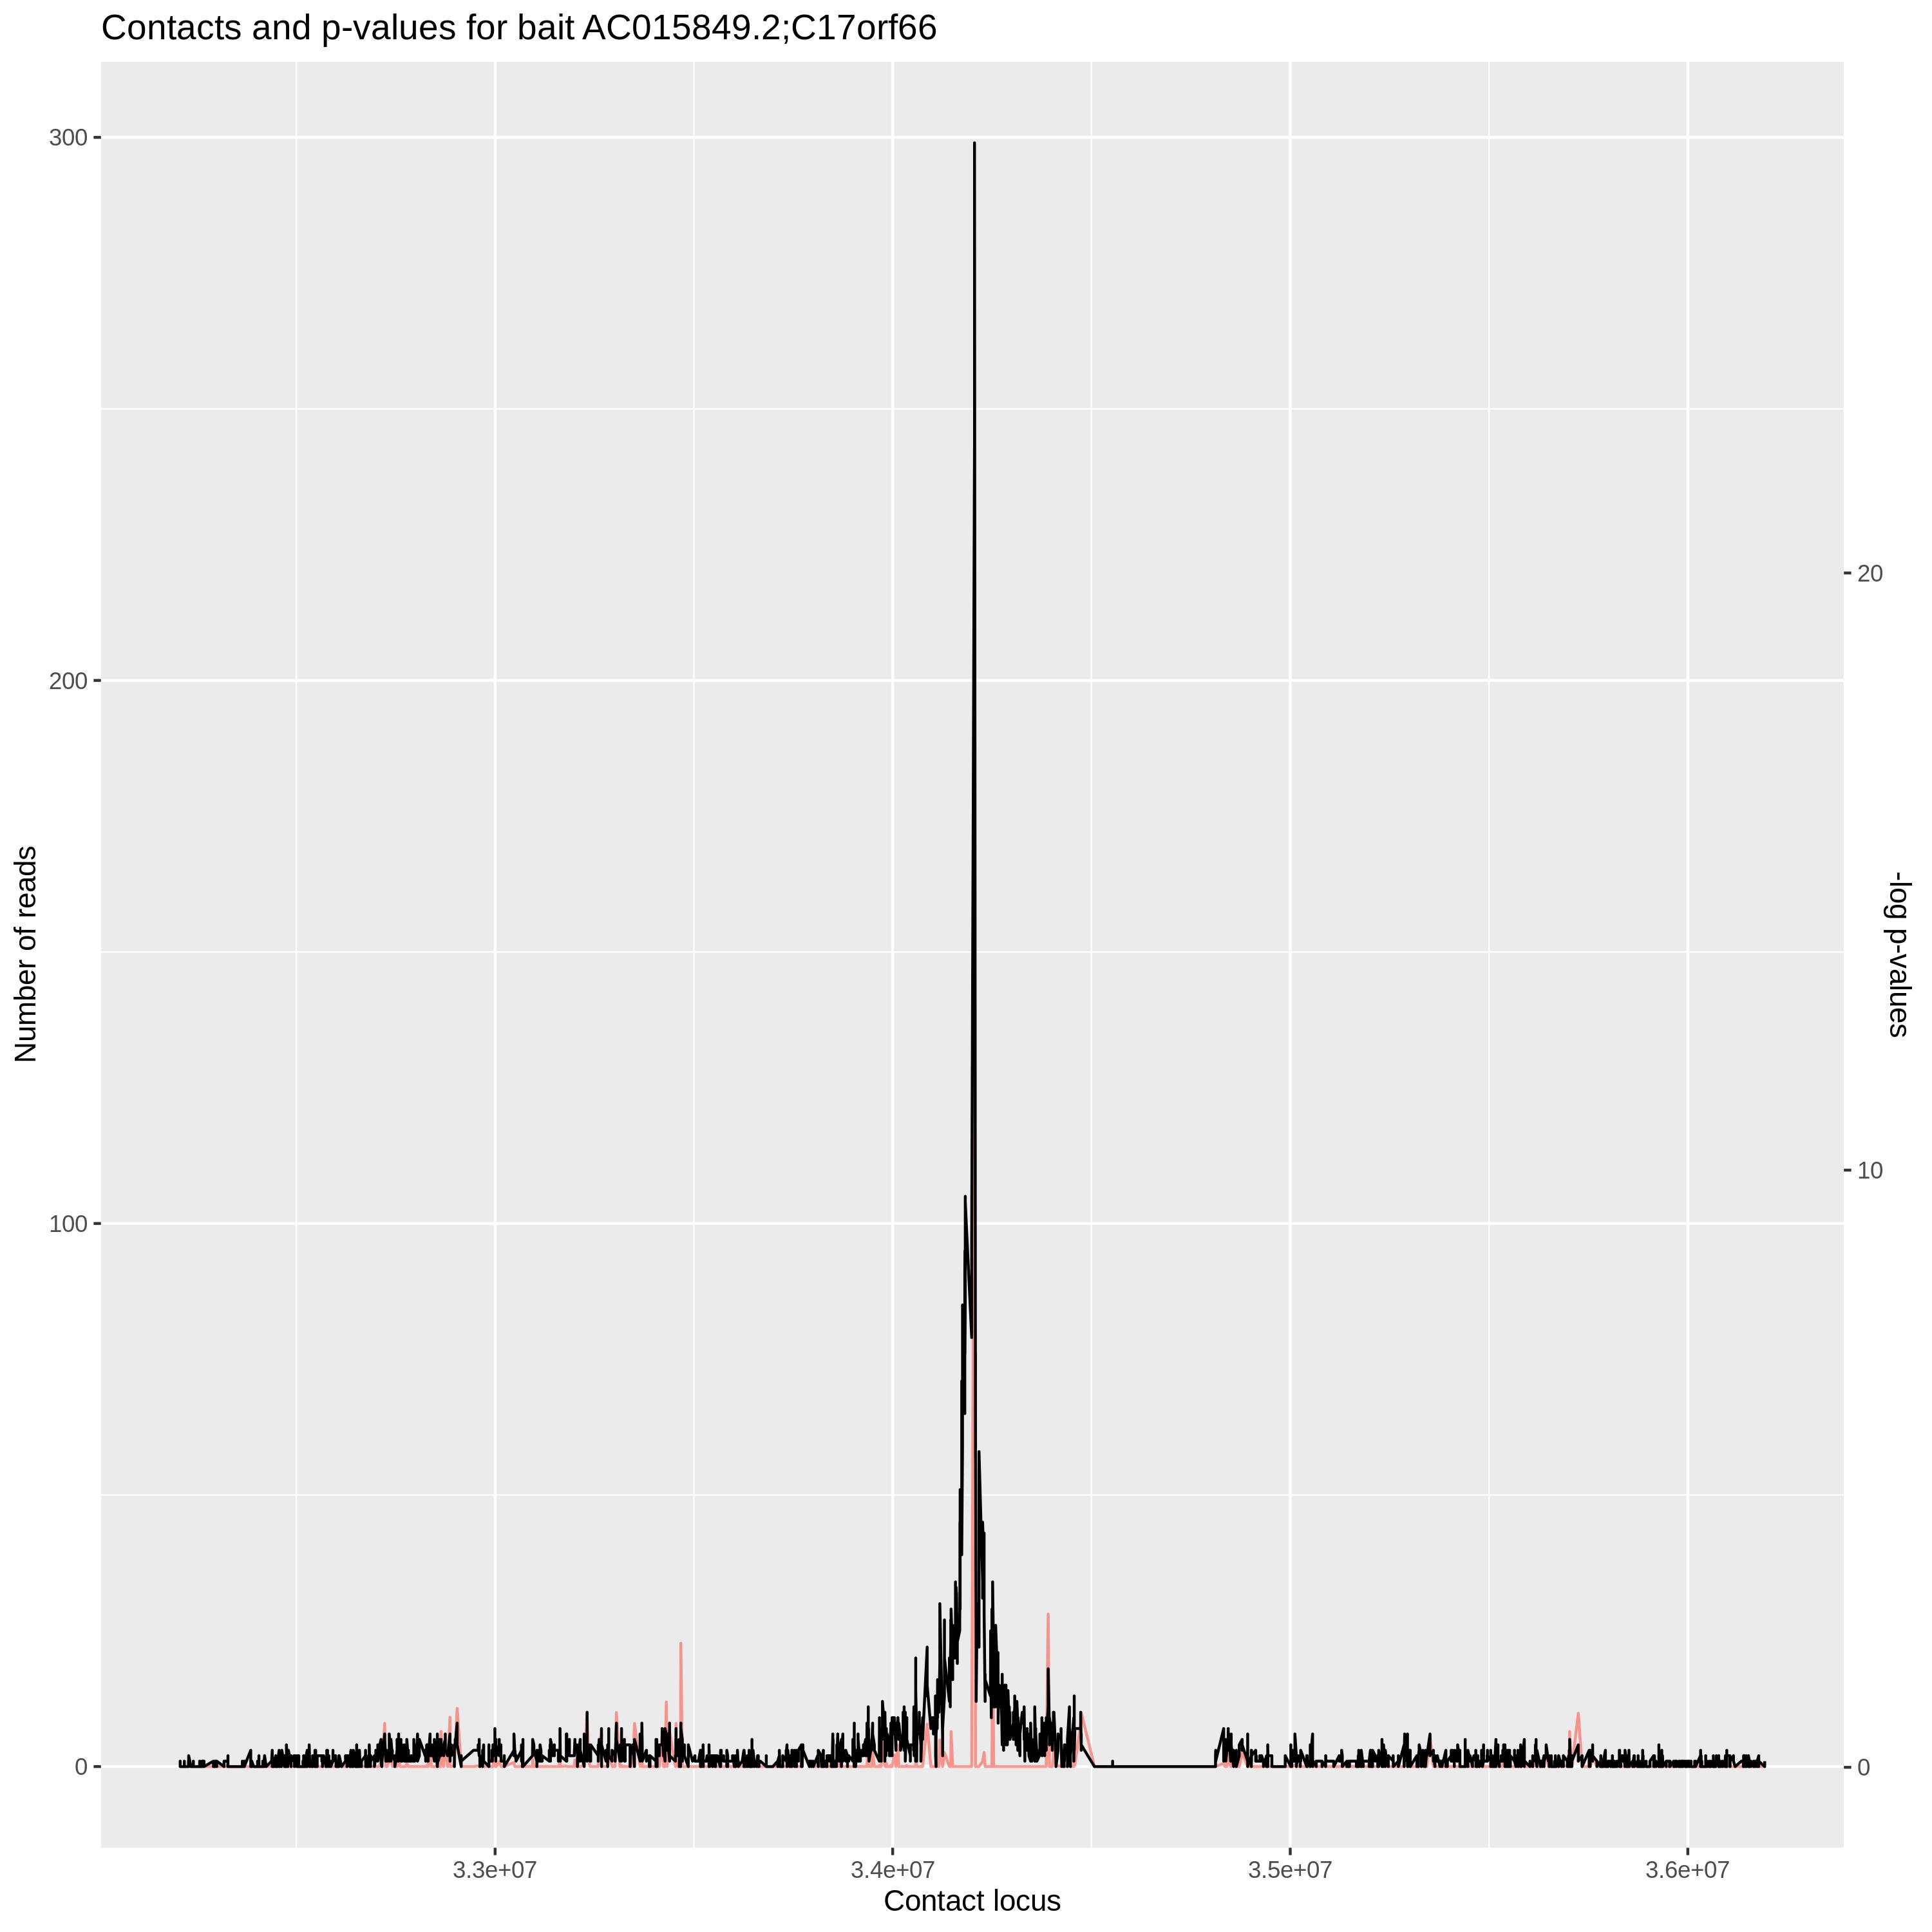 Contacts and p-values for bait AC015849.2;C17orf66
300
200
100
0
Number of reads
20
10
0
-log p-values
3.3e+07 3.4e+07 3.5e+07 3.6e+07
Contact locus